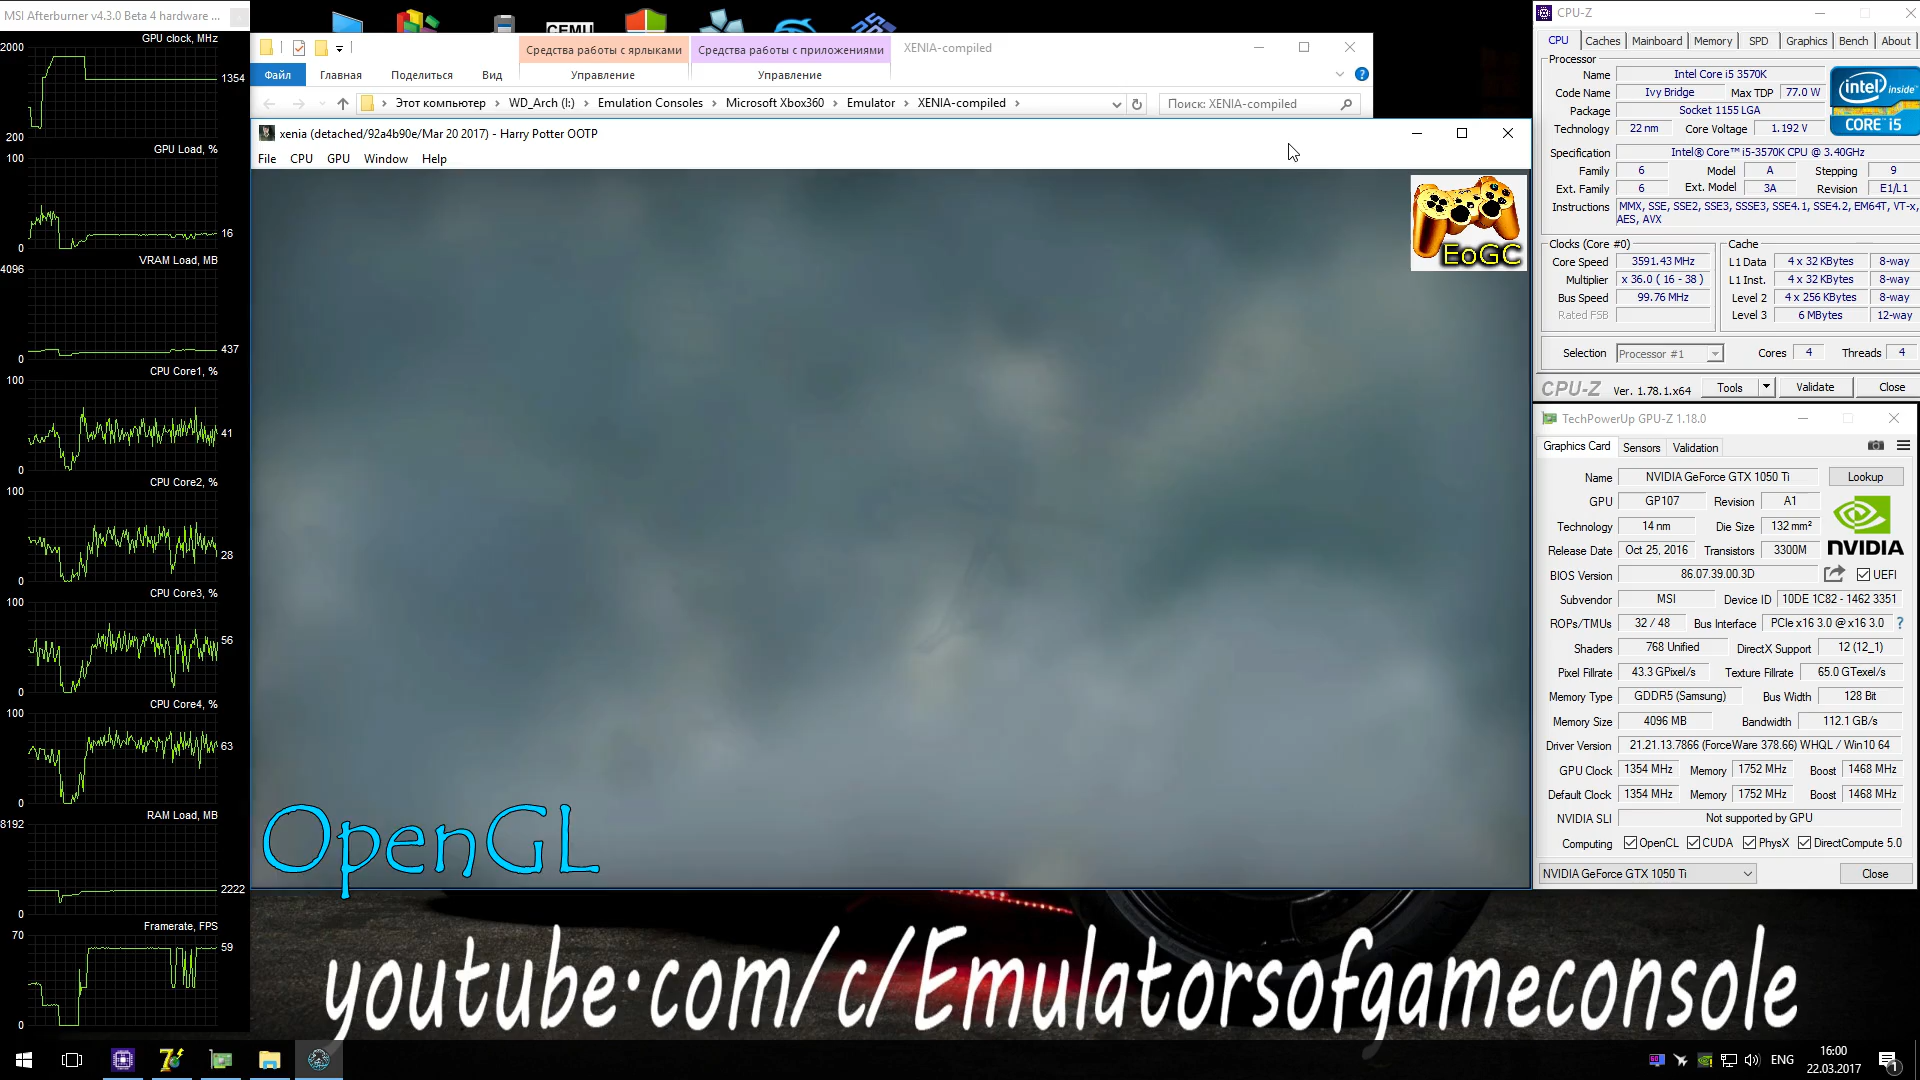 MSI Afterburner v4.3.0 Beta 4 hardware ...
GPU clock, MHz
2000
1354
200
GPU Load, %
100
16
0
VRAM Load, MB
4096
437
0
CPU Core1, %
100
41
0
CPU Core2, %
100
28
0
CPU Core3, %
100
56
0
CPU Core4, %
100
63
0
RAM Load, MB
8192
2222
0
Framerate, FPS
70
59
0
CEMU
Средства работы с ярлыками Средства работы с приложениями XENIA-compiled
Файл Главная Поделиться Вид Управление Управление
Этот компьютер WD_Arch (I:) Emulation Consoles Microsoft Xbox360 Emulator XENIA-compiled
Поиск: XENIA-compiled
xenia (detached/92a4b90e/Mar 20 2017) - Harry Potter OOTP
File CPU GPU Window Help
EoGC
OpenGL
CPU-Z
CPU Caches Mainboard Memory SPD Graphics Bench About
Processor
Name Intel Core i5 3570K
Code Name Ivy Bridge Max TDP 77.0 W
Package Socket 1155 LGA
Technology 22 nm Core Voltage 1.192 V
intel inside™
CORE i5
Specification Intel® Core™ i5-3570K CPU @ 3.40GHz
Family 6 Model A Stepping 9
Ext. Family 6 Ext. Model 3A Revision E1/L1
Instructions MMX, SSE, SSE2, SSE3, SSSE3, SSE4.1, SSE4.2, EM64T, VT-x,
AES, AVX
Clocks (Core #0)
Core Speed 3591.43 MHz
Multiplier x 36.0 ( 16 - 38 )
Bus Speed 99.76 MHz
Rated FSB
Cache
L1 Data 4 x 32 KBytes 8-way
L1 Inst. 4 x 32 KBytes 8-way
Level 2 4 x 256 KBytes 8-way
Level 3 6 MBytes 12-way
Selection Processor #1 Cores 4 Threads 4
CPU-Z Ver. 1.78.1.x64 Tools Validate Close
TechPowerUp GPU-Z 1.18.0
Graphics Card Sensors Validation
Name NVIDIA GeForce GTX 1050 Ti Lookup
GPU GP107 Revision A1
Technology 14 nm Die Size 132 mm²
Release Date Oct 25, 2016 Transistors 3300M
NVIDIA
BIOS Version 86.07.39.00.3D UEFI
Subvendor MSI Device ID 10DE 1C82 - 1462 3351
ROPs/TMUs 32 / 48 Bus Interface PCIe x16 3.0 @ x16 3.0 ?
Shaders 768 Unified DirectX Support 12 (12_1)
Pixel Fillrate 43.3 GPixel/s Texture Fillrate 65.0 GTexel/s
Memory Type GDDR5 (Samsung) Bus Width 128 Bit
Memory Size 4096 MB Bandwidth 112.1 GB/s
Driver Version 21.21.13.7866 (ForceWare 378.66) WHQL / Win10 64
GPU Clock 1354 MHz Memory 1752 MHz Boost 1468 MHz
Default Clock 1354 MHz Memory 1752 MHz Boost 1468 MHz
NVIDIA SLI Not supported by GPU
Computing OpenCL CUDA PhysX DirectCompute 5.0
NVIDIA GeForce GTX 1050 Ti Close
youtube.com/c/Emulatorsofgameconsole
ENG 16:00
22.03.2017
1